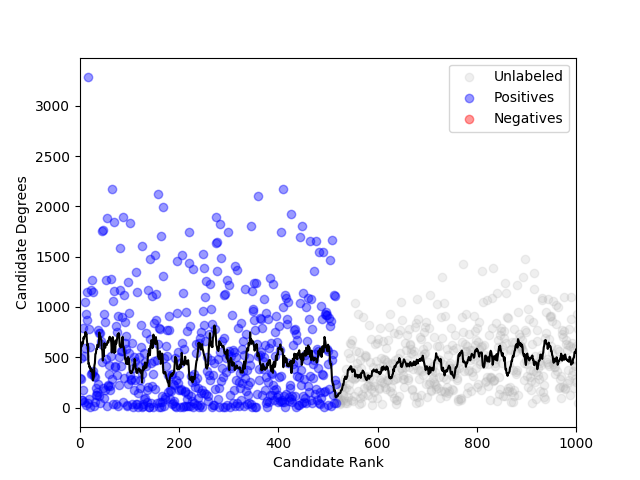 Unlabeled
Positives
Negatives
3000
2500
2000
1500
1000
500
0
Candidate Degrees
0 200 400 600 800 1000
Candidate Rank